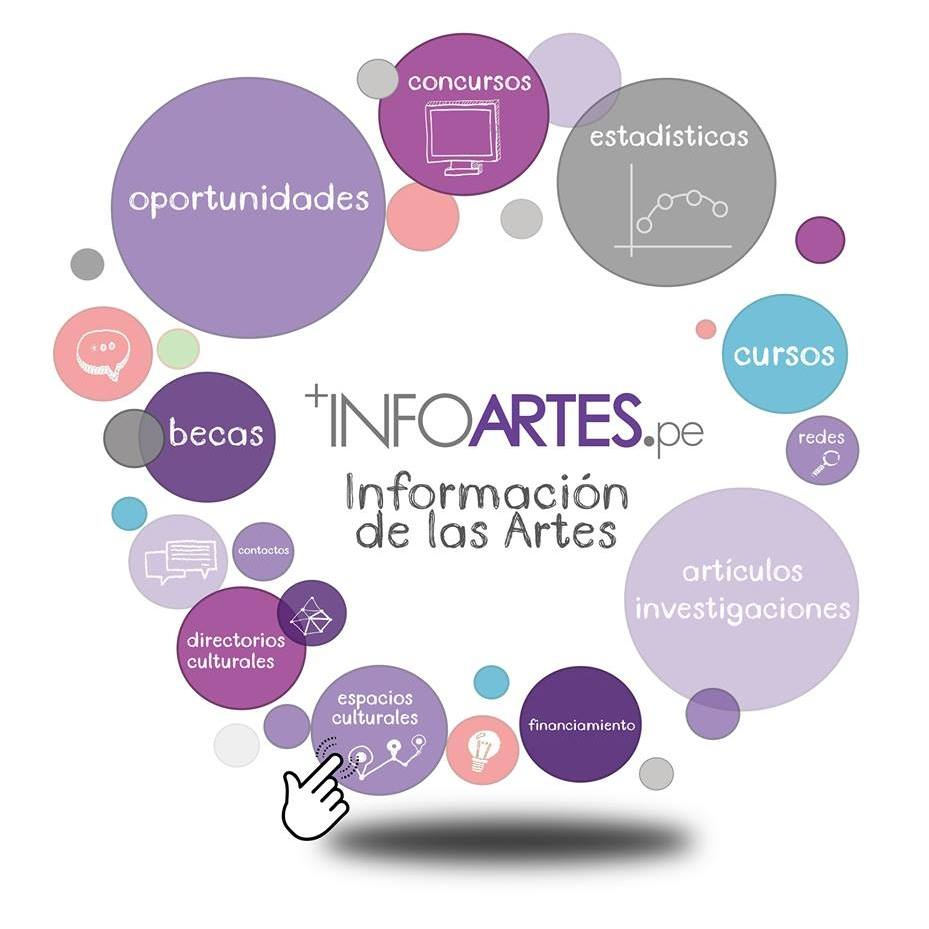 concursos
estadísticas
oportunidades
cursos
+INFOARTES.pe
becas
redes
Información
de las Artes
contactos
artículos
investigaciones
directorios
culturales
espacios
culturales
financiamiento